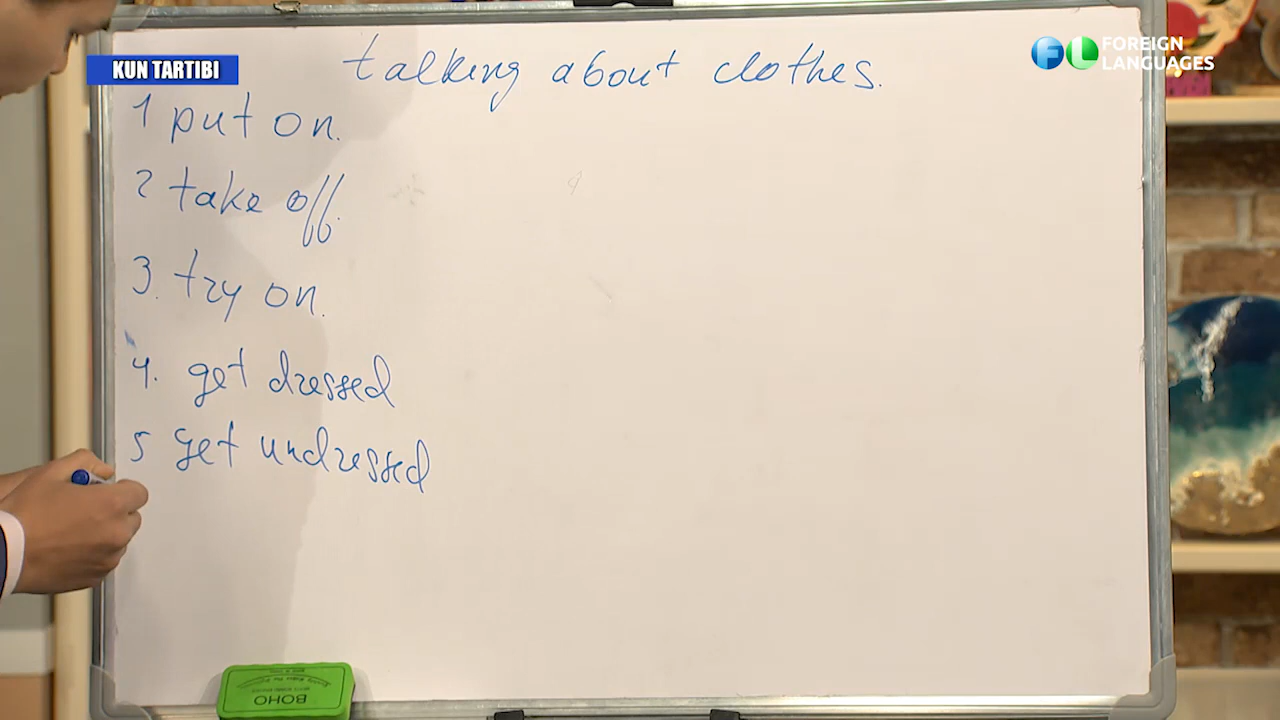 KUN TARTIBI
FOREIGN
LANGUAGES
talking about clothes.
1 put on.
2 take off.
3. try on.
4. get dressed
5 get undressed
BOHO